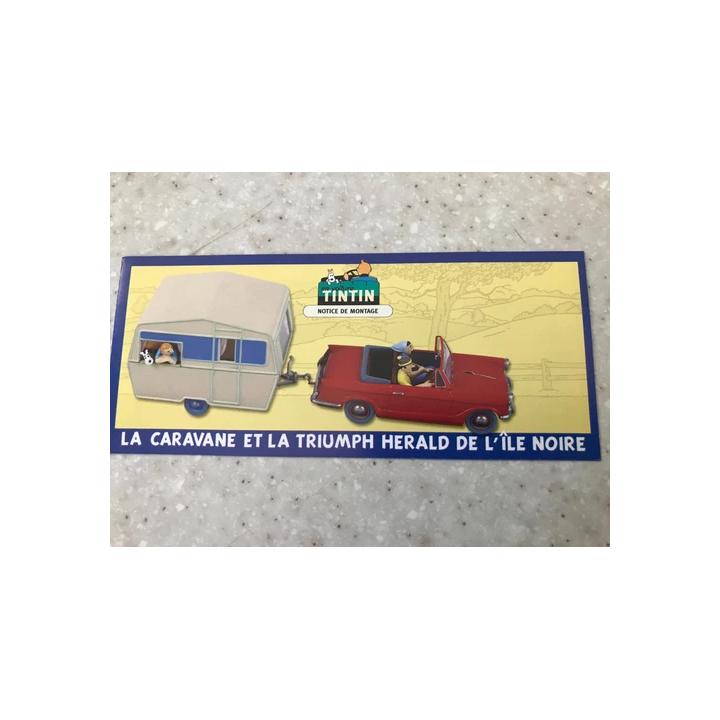 TINTIN
NOTICE DE MONTAGE
LA CARAVANE ET LA TRIUMPH HERALD DE L'ÎLE NOIRE